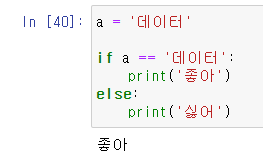 In [40]:
a = '데이터'
if a == '데이터':
    print('좋아')
else:
    print('싫어')
좋아